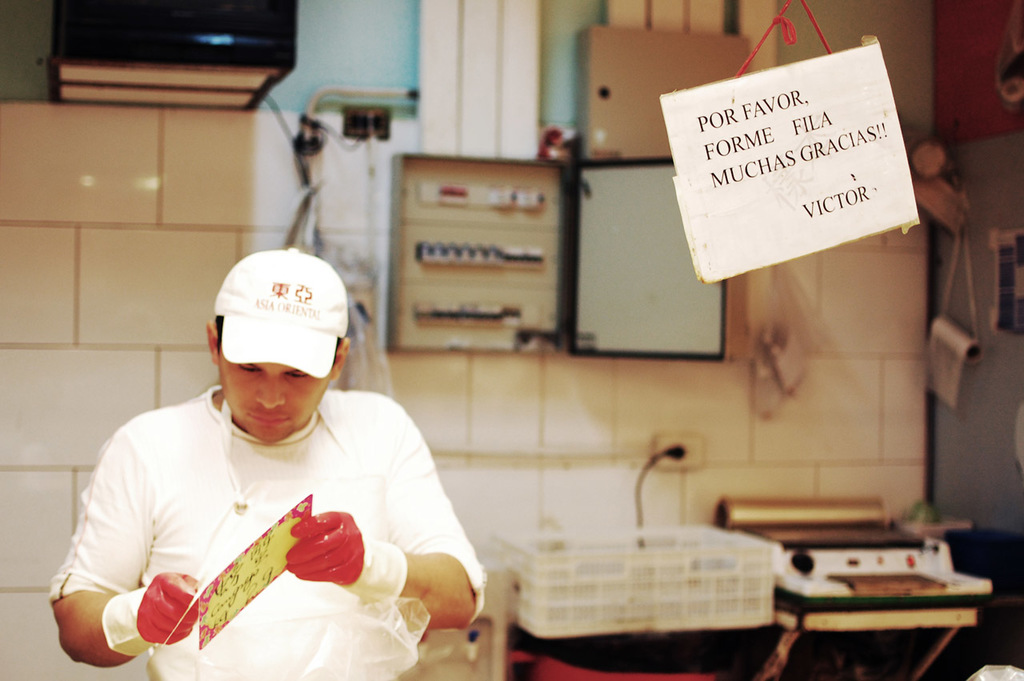 東亞
ASIA ORIENTAL
POR FAVOR,
FORME FILA
MUCHAS GRACIAS!!
VICTOR